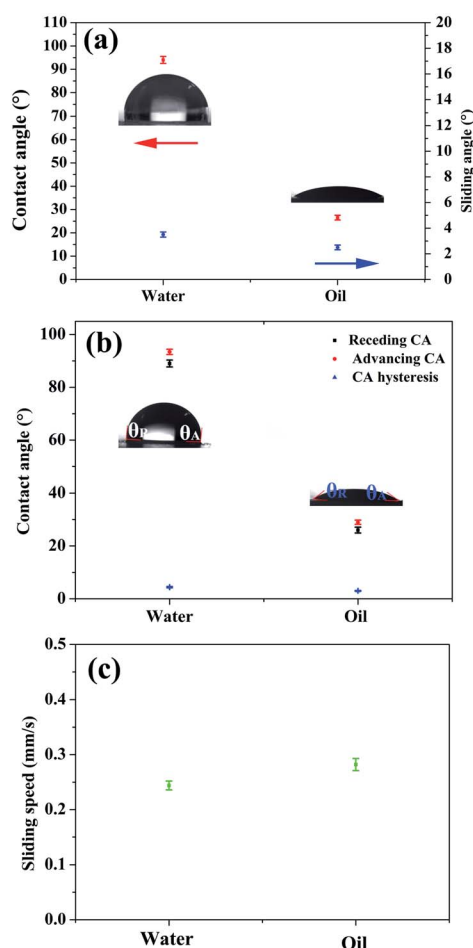 (a)
Contact angle (°)
110
100
90
80
70
60
50
40
30
20
10
0
20
18
16
14
12
10
8
6
4
2
0
Sliding angle (°)
Water
Oil
(b)
Contact angle (°)
100
80
60
40
20
0
Receding CA
Advancing CA
CA hysteresis
θR
θA
θR
θA
Water
Oil
(c)
Sliding speed (mm/s)
0.5
0.4
0.3
0.2
0.1
0.0
Water
Oil